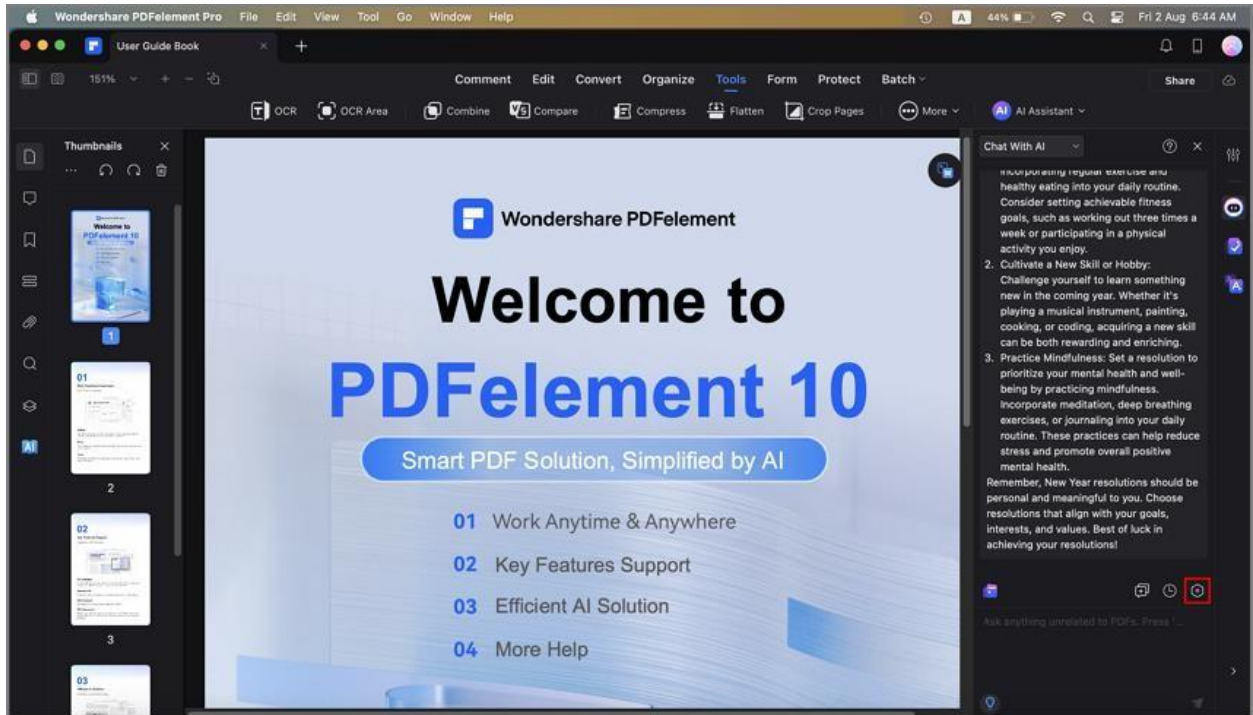 Wondershare PDFelement Pro File Edit View Tool Go Window Help A 44% Fri 2 Aug 6:44 AM
User Guide Book × +
151% + − Comment Edit Convert Organize Tools Form Protect Batch Share
T OCR OCR Area Combine Compare Compress Flatten Crop Pages More AI AI Assistant
Thumbnails ×
Welcome to
PDFelement 10
1
01
2
02
3
03
Wondershare PDFelement
Welcome to
PDFelement 10
Smart PDF Solution, Simplified by AI
01 Work Anytime & Anywhere
02 Key Features Support
03 Efficient AI Solution
04 More Help
Chat With AI
incorporating regular exercise and
healthy eating into your daily routine.
Consider setting achievable fitness
goals, such as working out three times a
week or participating in a physical
activity you enjoy.
2. Cultivate a New Skill or Hobby:
Challenge yourself to learn something
new in the coming year. Whether it's
playing a musical instrument, painting,
cooking, or coding, acquiring a new skill
can be both rewarding and enriching.
3. Practice Mindfulness: Set a resolution to
prioritize your mental health and well-
being by practicing mindfulness.
Incorporate meditation, deep breathing
exercises, or journaling into your daily
routine. These practices can help reduce
stress and promote overall positive
mental health.
Remember, New Year resolutions should be
personal and meaningful to you. Choose
resolutions that align with your goals,
interests, and values. Best of luck in
achieving your resolutions!
Ask anything unrelated to PDFs. Press '...
AI